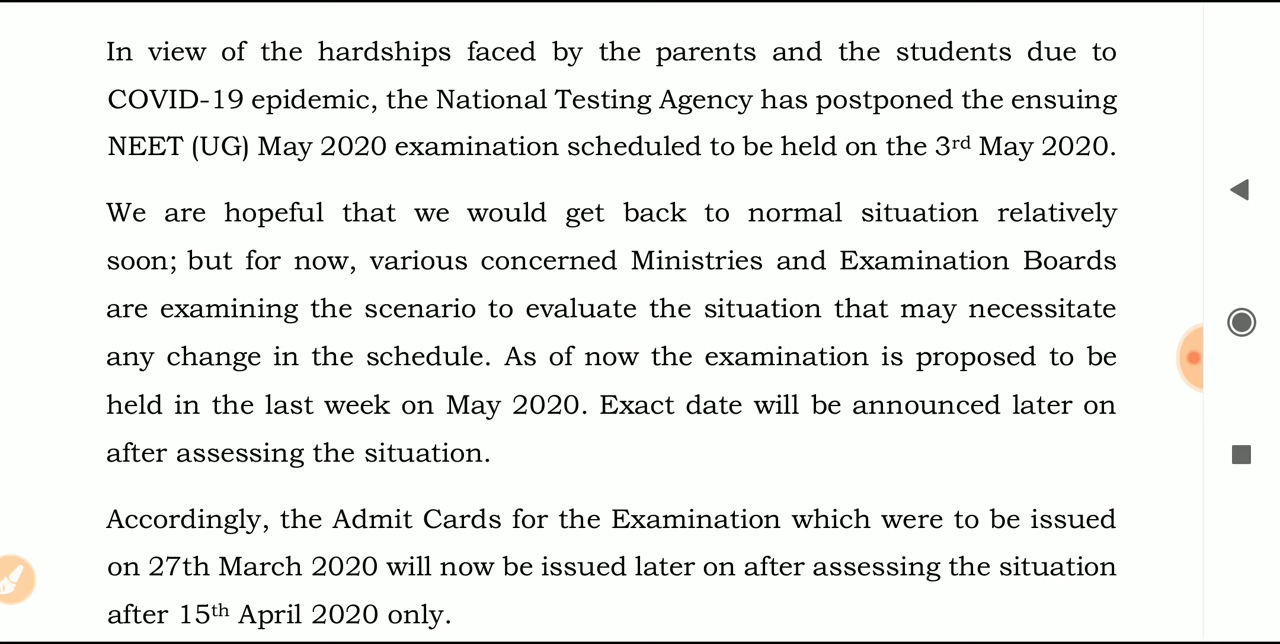 In view of the hardships faced by the parents and the students due to
COVID-19 epidemic, the National Testing Agency has postponed the ensuing
NEET (UG) May 2020 examination scheduled to be held on the 3rd May 2020.
We are hopeful that we would get back to normal situation relatively
soon; but for now, various concerned Ministries and Examination Boards
are examining the scenario to evaluate the situation that may necessitate
any change in the schedule. As of now the examination is proposed to be
held in the last week on May 2020. Exact date will be announced later on
after assessing the situation.
Accordingly, the Admit Cards for the Examination which were to be issued
on 27th March 2020 will now be issued later on after assessing the situation
after 15th April 2020 only.